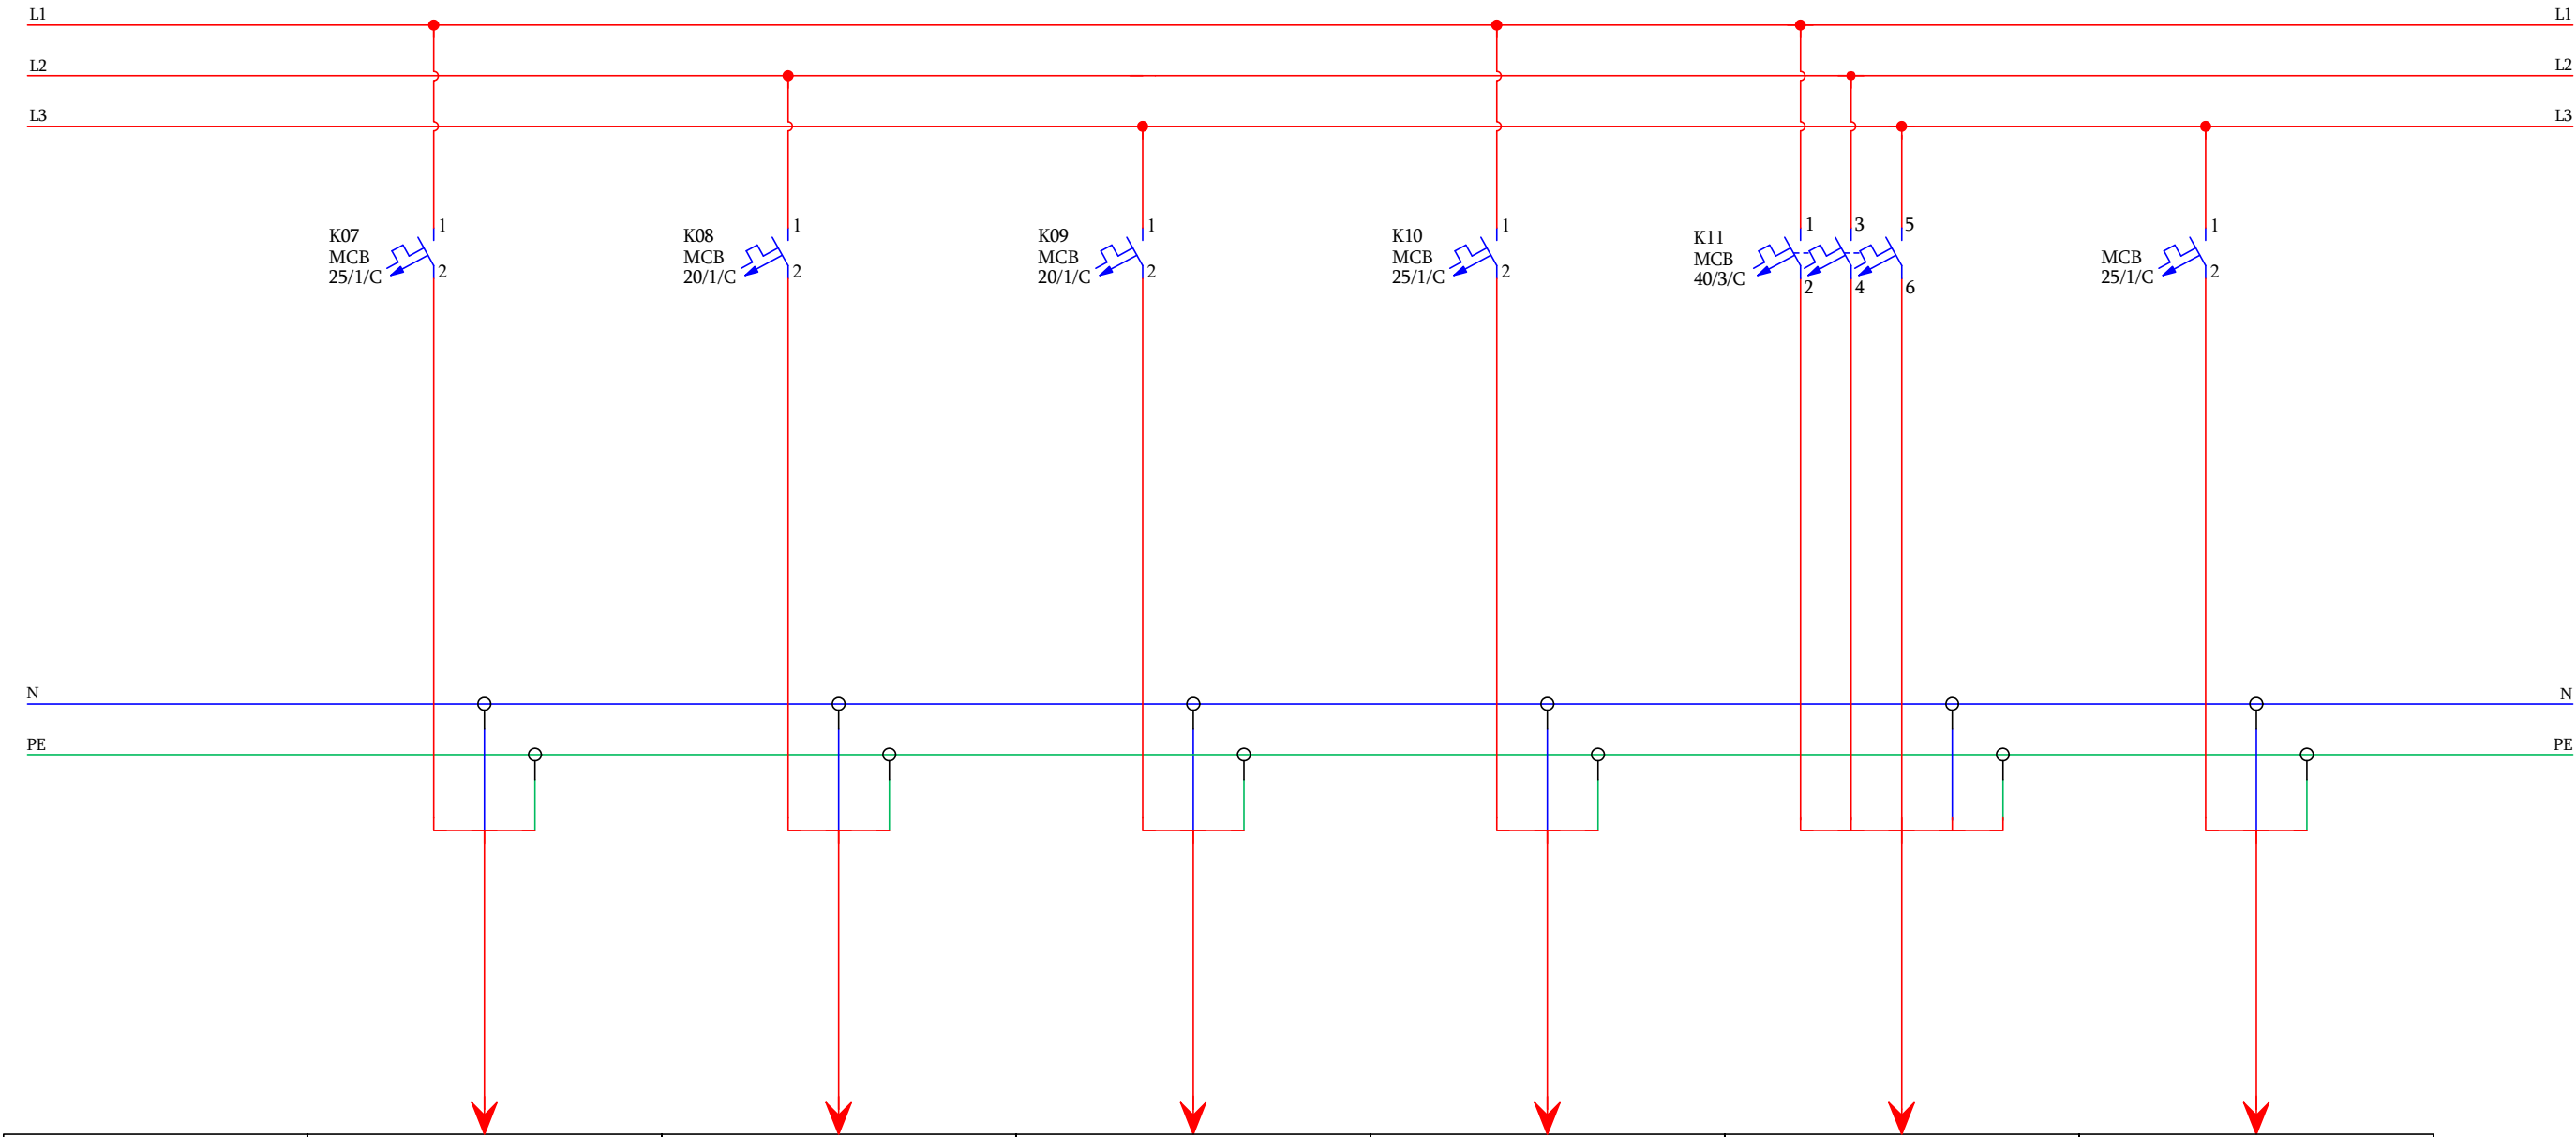 L1 L1
L2 L2
L3 L3
1 1 1 1 1 3 5 1
K07 K08 K09 K10 K11
MCB MCB MCB MCB MCB MCB
25/1/C 20/1/C 20/1/C 25/1/C 40/3/C 25/1/C
2 2 2 2 2 4 6 2
N N
PE PE